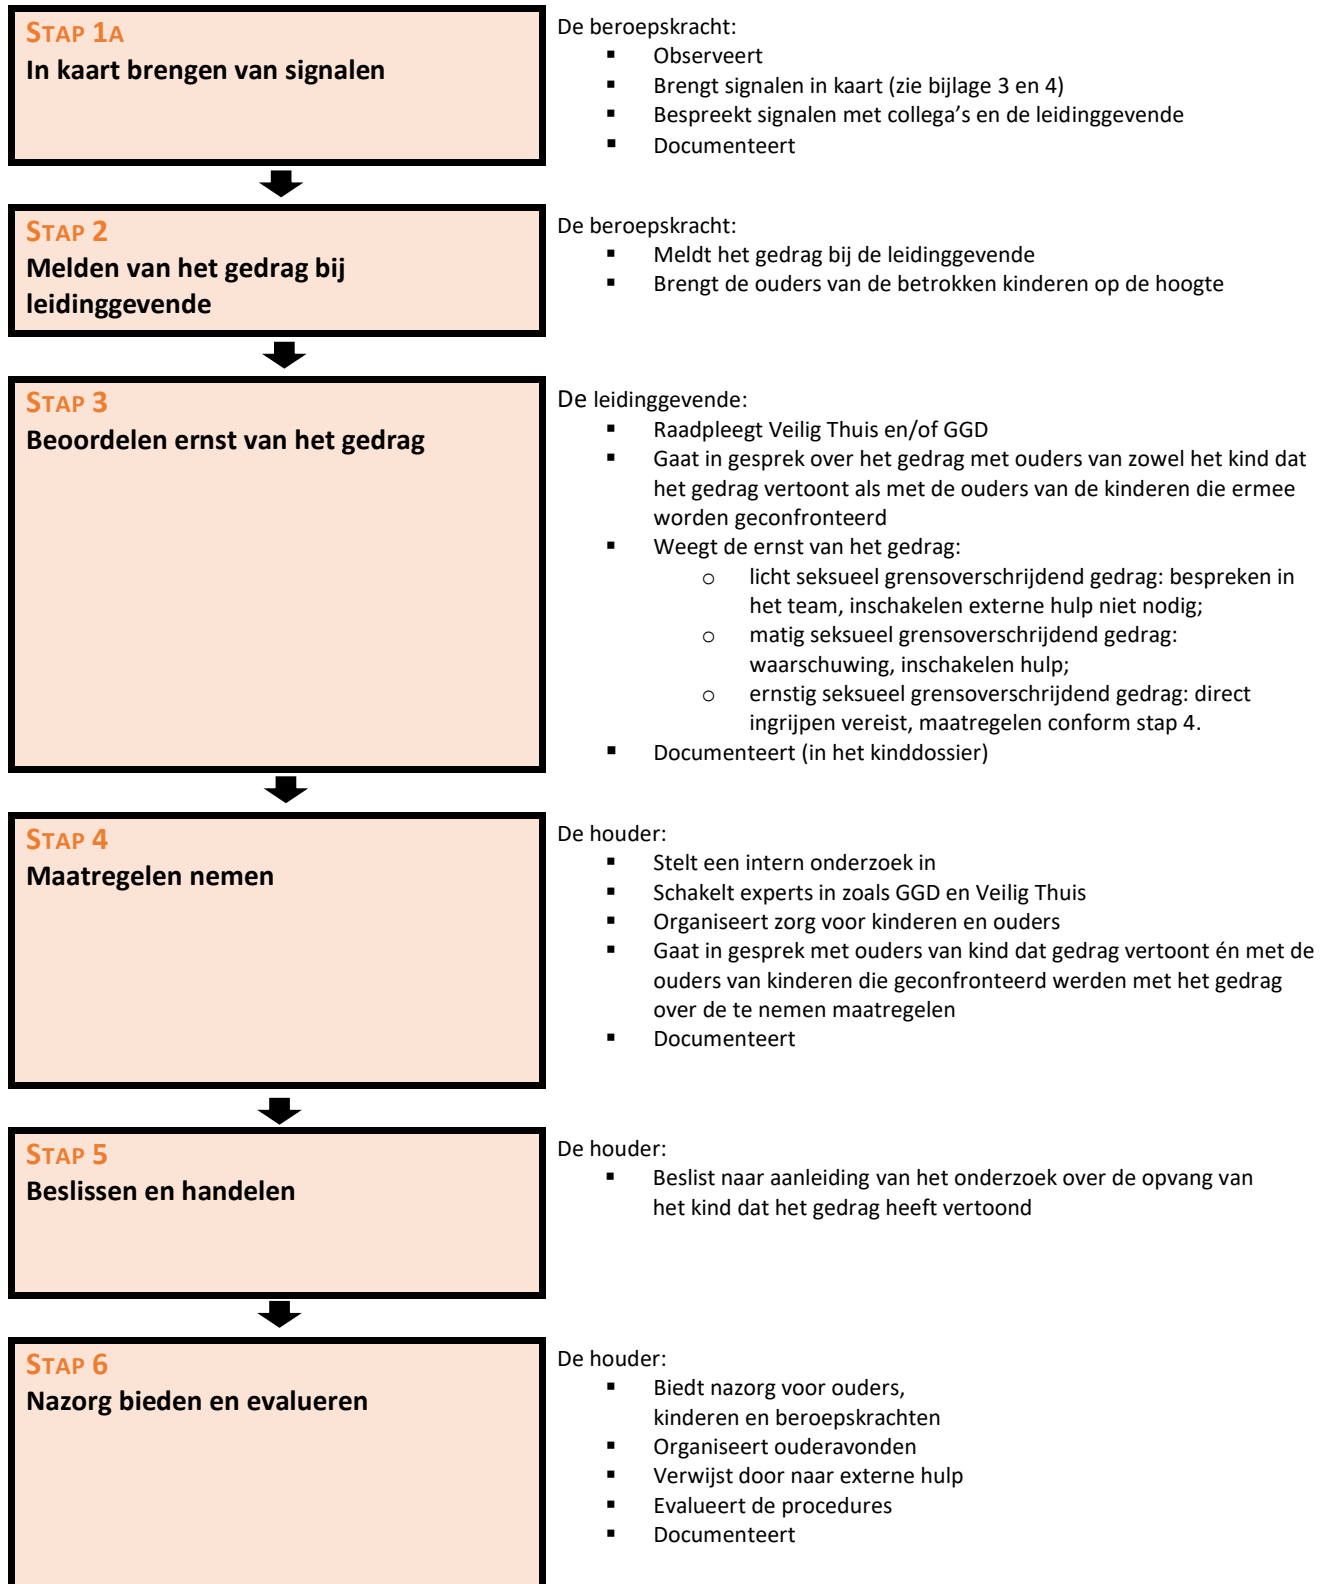 STAP 1A
In kaart brengen van signalen
De beroepskracht:
▪ Observeert
▪ Brengt signalen in kaart (zie bijlage 3 en 4)
▪ Bespreekt signalen met collega’s en de leidinggevende
▪ Documenteert
STAP 2
Melden van het gedrag bij
leidinggevende
De beroepskracht:
▪ Meldt het gedrag bij de leidinggevende
▪ Brengt de ouders van de betrokken kinderen op de hoogte
STAP 3
Beoordelen ernst van het gedrag
De leidinggevende:
▪ Raadpleegt Veilig Thuis en/of GGD
▪ Gaat in gesprek over het gedrag met ouders van zowel het kind dat
het gedrag vertoont als met de ouders van de kinderen die ermee
worden geconfronteerd
▪ Weegt de ernst van het gedrag:
o licht seksueel grensoverschrijdend gedrag: bespreken in
het team, inschakelen externe hulp niet nodig;
o matig seksueel grensoverschrijdend gedrag:
waarschuwing, inschakelen hulp;
o ernstig seksueel grensoverschrijdend gedrag: direct
ingrijpen vereist, maatregelen conform stap 4.
▪ Documenteert (in het kinddossier)
STAP 4
Maatregelen nemen
De houder:
▪ Stelt een intern onderzoek in
▪ Schakelt experts in zoals GGD en Veilig Thuis
▪ Organiseert zorg voor kinderen en ouders
▪ Gaat in gesprek met ouders van kind dat gedrag vertoont én met de
ouders van kinderen die geconfronteerd werden met het gedrag
over de te nemen maatregelen
▪ Documenteert
STAP 5
Beslissen en handelen
De houder:
▪ Beslist naar aanleiding van het onderzoek over de opvang van
het kind dat het gedrag heeft vertoond
STAP 6
Nazorg bieden en evalueren
De houder:
▪ Biedt nazorg voor ouders,
kinderen en beroepskrachten
▪ Organiseert ouderavonden
▪ Verwijst door naar externe hulp
▪ Evalueert de procedures
▪ Documenteert